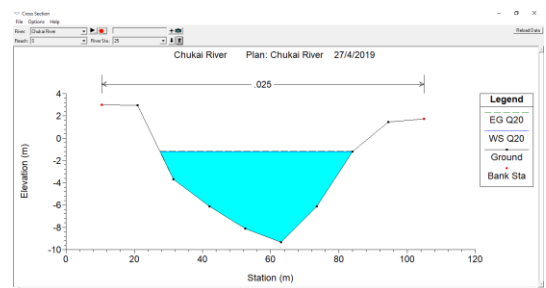 Cross Section
File Options Help
River: Chukai River
Reload Data
Reach: 5 River Sta.: 25
Chukai River Plan: Chukai River 27/4/2019
.025
4
2
0
-2
-4
-6
-8
-10
Elevation (m)
0 20 40 60 80 100 120
Station (m)
Legend
EG Q20
WS Q20
Ground
Bank Sta